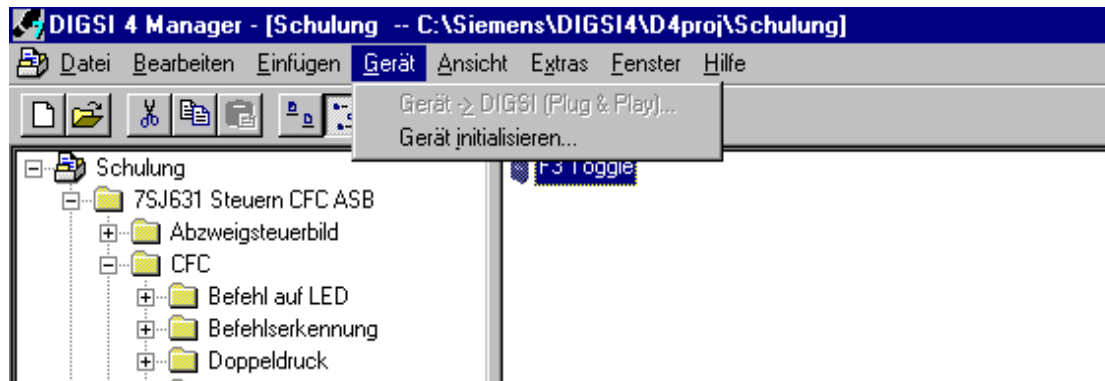 DIGSI 4 Manager - [Schulung -- C:\Siemens\DIGSI4\D4proj\Schulung]
Datei Bearbeiten Einfügen Gerät Ansicht Extras Fenster Hilfe
Gerät -> DIGSI (Plug & Play)...
Gerät initialisieren...
Schulung
F3 Toggle
7SJ631 Steuern CFC ASB
Abzweigsteuerbild
CFC
Befehl auf LED
Befehlserkennung
Doppeldruck